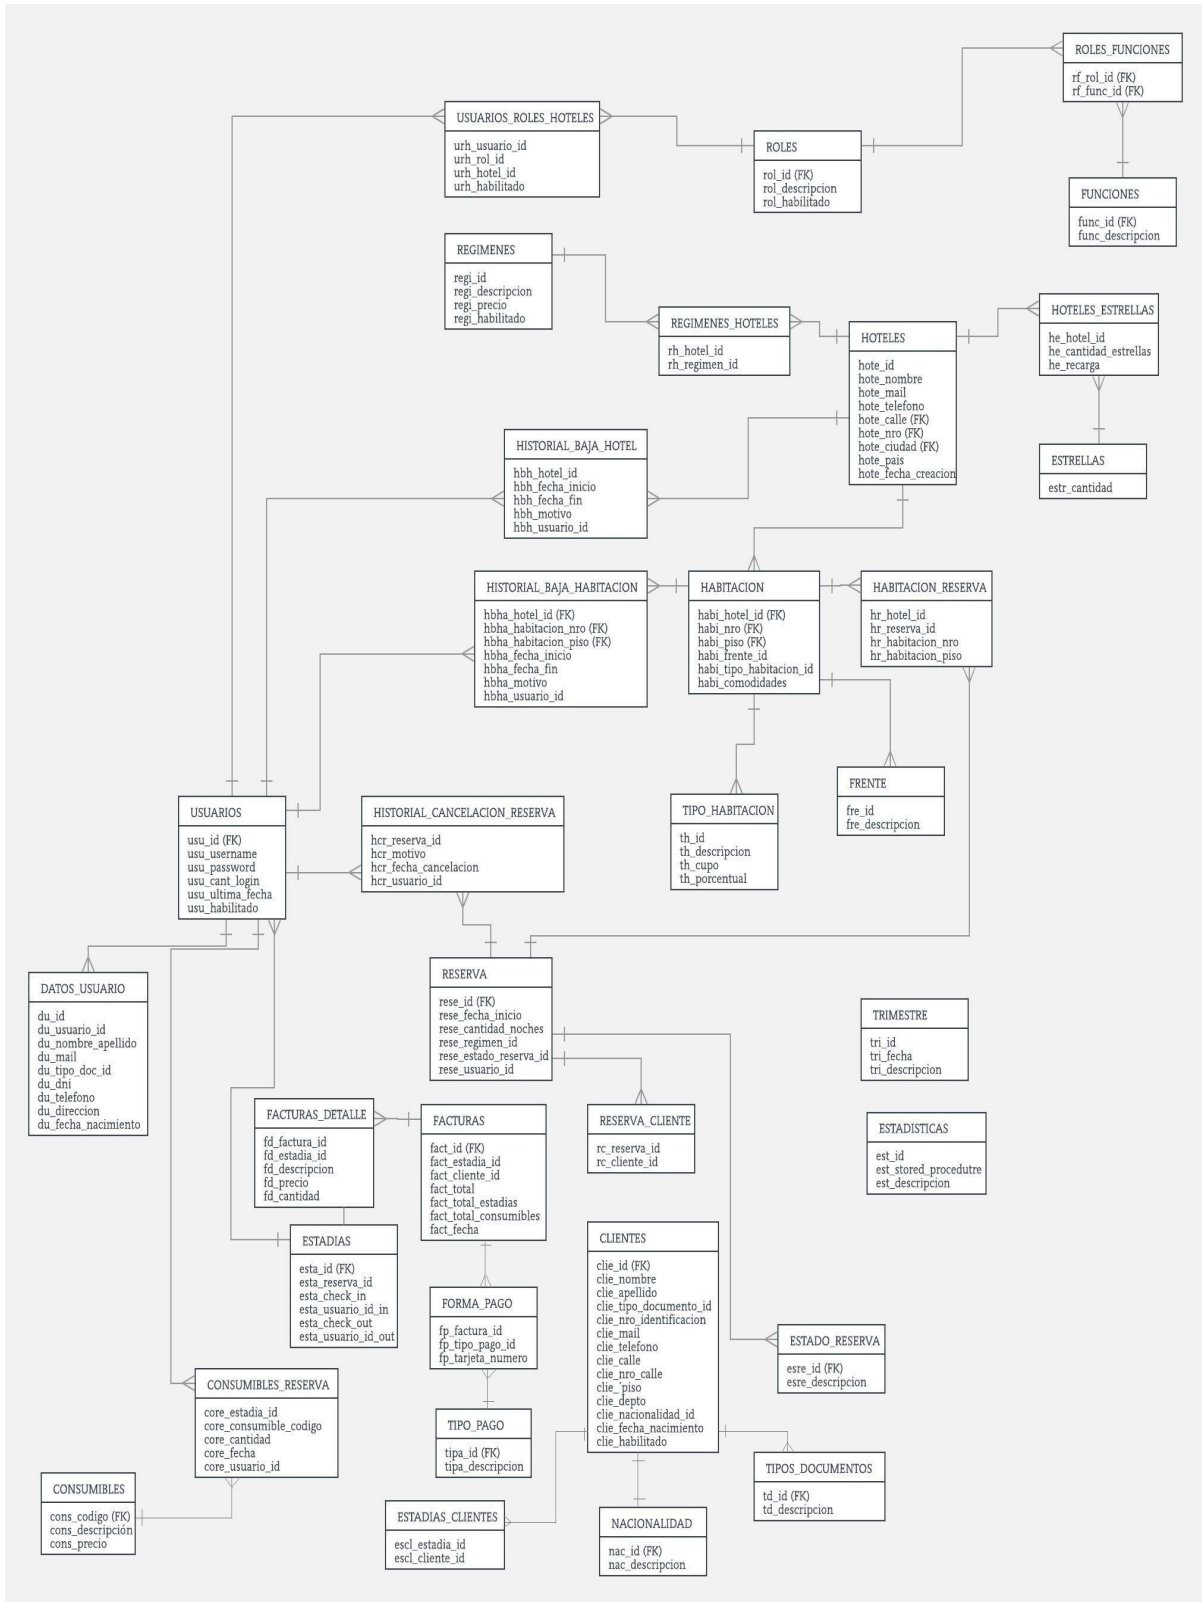 ROLES_FUNCIONES
rf_rol_id (FK)
rf_func_id (FK)
USUARIOS_ROLES_HOTELES
urh_usuario_id
urh_rol_id
urh_hotel_id
urh_habilitado
ROLES
rol_id (FK)
rol_descripcion
rol_habilitado
FUNCIONES
func_id (FK)
func_descripcion
REGIMENES
regi_id
regi_descripcion
regi_precio
regi_habilitado
REGIMENES_HOTELES
rh_hotel_id
rh_regimen_id
HOTELES
hote_id
hote_nombre
hote_mail
hote_telefono
hote_calle (FK)
hote_nro (FK)
hote_ciudad (FK)
hote_pais
hote_fecha_creacion
HOTELES_ESTRELLAS
he_hotel_id
he_cantidad_estrellas
he_recarga
ESTRELLAS
estr_cantidad
HISTORIAL_BAJA_HOTEL
hbh_hotel_id
hbh_fecha_inicio
hbh_fecha_fin
hbh_motivo
hbh_usuario_id
HISTORIAL_BAJA_HABITACION
hbha_hotel_id (FK)
hbha_habitacion_nro (FK)
hbha_habitacion_piso (FK)
hbha_fecha_inicio
hbha_fecha_fin
hbha_motivo
hbha_usuario_id
HABITACION
habi_hotel_id (FK)
habi_nro (FK)
habi_piso (FK)
habi_frente_id
habi_tipo_habitacion_id
habi_comodidades
HABITACION_RESERVA
hr_hotel_id
hr_reserva_id
hr_habitacion_nro
hr_habitacion_piso
USUARIOS
usu_id (FK)
usu_username
usu_password
usu_cant_login
usu_ultima_fecha
usu_habilitado
HISTORIAL_CANCELACION_RESERVA
hcr_reserva_id
hcr_motivo
hcr_fecha_cancelacion
hcr_usuario_id
TIPO_HABITACION
th_id
th_descripcion
th_cupo
th_porcentual
FRENTE
fre_id
fre_descripcion
DATOS_USUARIO
du_id
du_usuario_id
du_nombre_apellido
du_mail
du_tipo_doc_id
du_dni
du_telefono
du_direccion
du_fecha_nacimiento
RESERVA
rese_id (FK)
rese_fecha_inicio
rese_cantidad_noches
rese_regimen_id
rese_estado_reserva_id
rese_usuario_id
TRIMESTRE
tri_id
tri_fecha
tri_descripcion
FACTURAS_DETALLE
fd_factura_id
fd_estadia_id
fd_descripcion
fd_precio
fd_cantidad
FACTURAS
fact_id (FK)
fact_estadia_id
fact_cliente_id
fact_total
fact_total_estadias
fact_total_consumibles
fact_fecha
RESERVA_CLIENTE
rc_reserva_id
rc_cliente_id
ESTADISTICAS
est_id
est_stored_procedutre
est_descripcion
ESTADIAS
esta_id (FK)
esta_reserva_id
esta_check_in
esta_usuario_id_in
esta_check_out
esta_usuario_id_out
CLIENTES
clie_id (FK)
clie_nombre
clie_apellido
clie_tipo_documento_id
clie_nro_identificacion
clie_mail
clie_telefono
clie_calle
clie_nro_calle
clie_´piso
clie_depto
clie_nacionalidad_id
clie_fecha_nacimiento
clie_habilitado
FORMA_PAGO
fp_factura_id
fp_tipo_pago_id
fp_tarjeta_numero
ESTADO_RESERVA
esre_id (FK)
esre_descripcion
CONSUMIBLES_RESERVA
core_estadia_id
core_consumible_codigo
core_cantidad
core_fecha
core_usuario_id
TIPO_PAGO
tipa_id (FK)
tipa_descripcion
TIPOS_DOCUMENTOS
td_id (FK)
td_descripcion
CONSUMIBLES
cons_codigo (FK)
cons_descripción
cons_precio
ESTADIAS_CLIENTES
escl_estadia_id
escl_cliente_id
NACIONALIDAD
nac_id (FK)
nac_descripcion